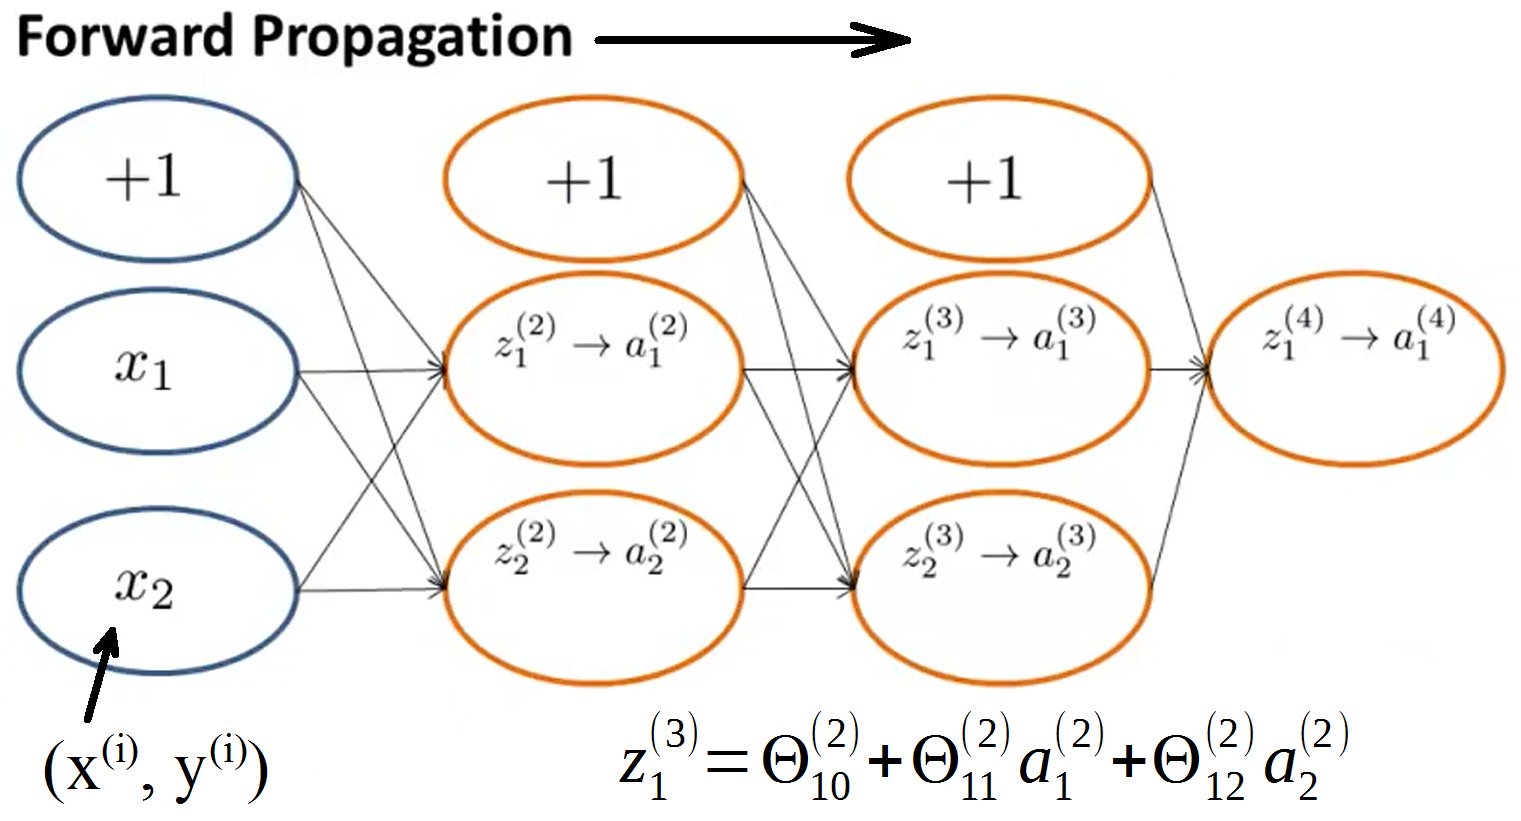 Forward Propagation
+1 +1 +1
x₁ z₁⁽²⁾ → a₁⁽²⁾ z₁⁽³⁾ → a₁⁽³⁾ z₁⁽⁴⁾ → a₁⁽⁴⁾
x₂ z₂⁽²⁾ → a₂⁽²⁾ z₂⁽³⁾ → a₂⁽³⁾
(x⁽ⁱ⁾, y⁽ⁱ⁾) z₁⁽³⁾ = Θ₁₀⁽²⁾ + Θ₁₁⁽²⁾ a₁⁽²⁾ + Θ₁₂⁽²⁾ a₂⁽²⁾